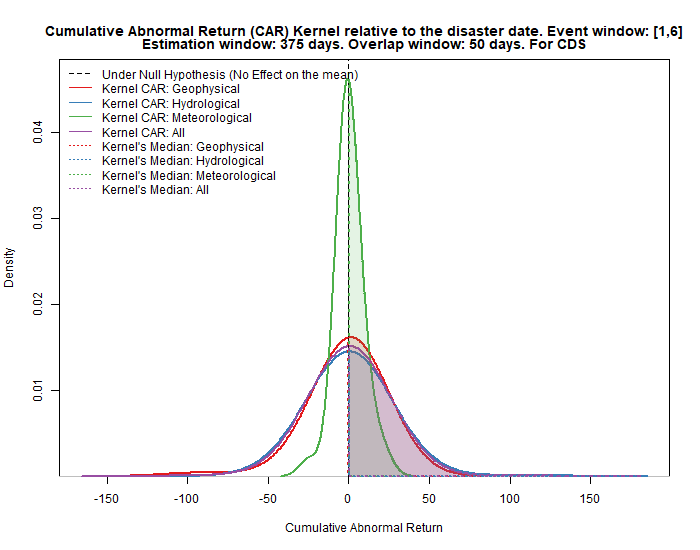 Cumulative Abnormal Return (CAR) Kernel relative to the disaster date. Event window: [1,6]
Estimation window: 375 days. Overlap window: 50 days. For CDS
Under Null Hypothesis (No Effect on the mean)
Kernel CAR: Geophysical
Kernel CAR: Hydrological
Kernel CAR: Meteorological
Kernel CAR: All
Kernel's Median: Geophysical
Kernel's Median: Hydrological
Kernel's Median: Meteorological
Kernel's Median: All
Density
0.04
0.03
0.02
0.01
-150 -100 -50 0 50 100 150
Cumulative Abnormal Return